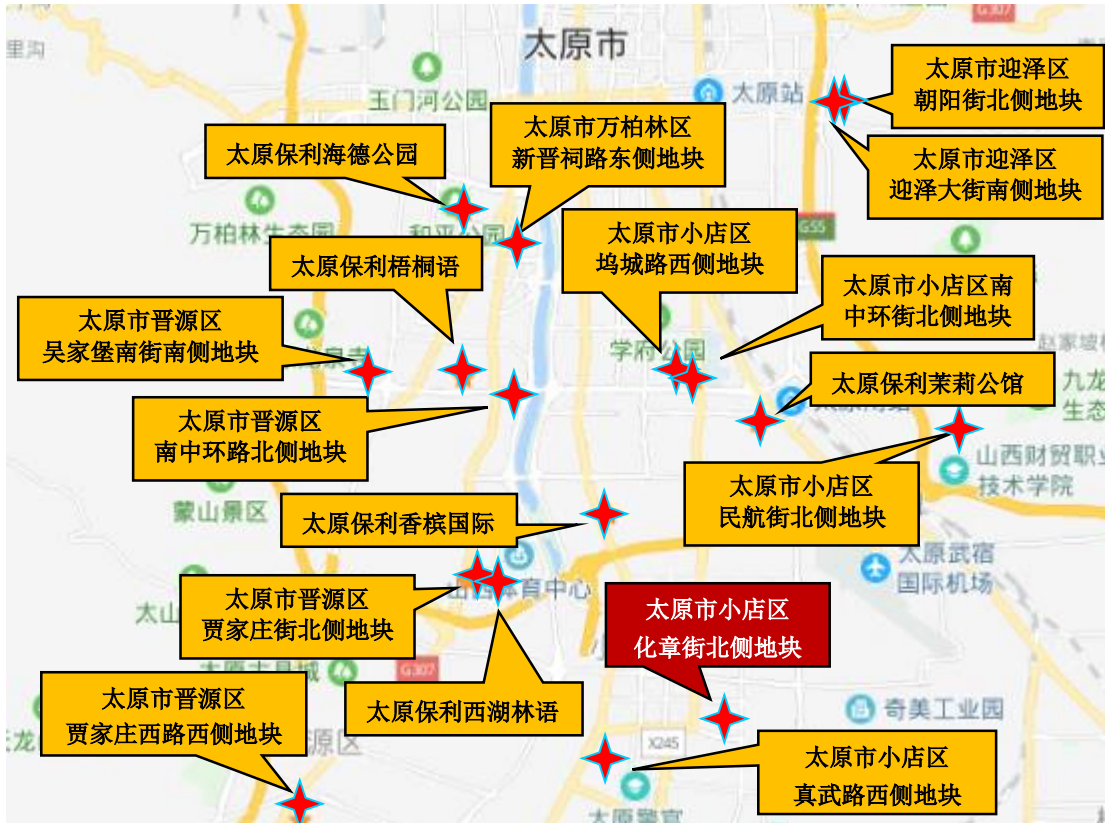 G307
里沟
太原市
玉门河公园
太原站
太原市迎泽区
朝阳街北侧地块
太原市万柏林区
新晋祠路东侧地块
太原保利海德公园
太原市迎泽区
迎泽大街南侧地块
万柏林生态园
和平公园
G55
太原市小店区
坞城路西侧地块
太原保利梧桐语
太原市小店区南
中环街北侧地块
太原市晋源区
吴家堡南街南侧地块
学府公园
赵家坡
太原保利茉莉公馆
九龙
生态
太原市晋源区
南中环路北侧地块
山西财贸职业
技术学院
太原市小店区
民航街北侧地块
蒙山景区
太原保利香槟国际
太原武宿
国际机场
山西体育中心
太原市晋源区
贾家庄街北侧地块
太山
太原市小店区
化章街北侧地块
G307
太原市晋源区
贾家庄西路西侧地块
太原保利西湖林语
奇美工业园
源区
X245
太原市小店区
真武路西侧地块
太原警官